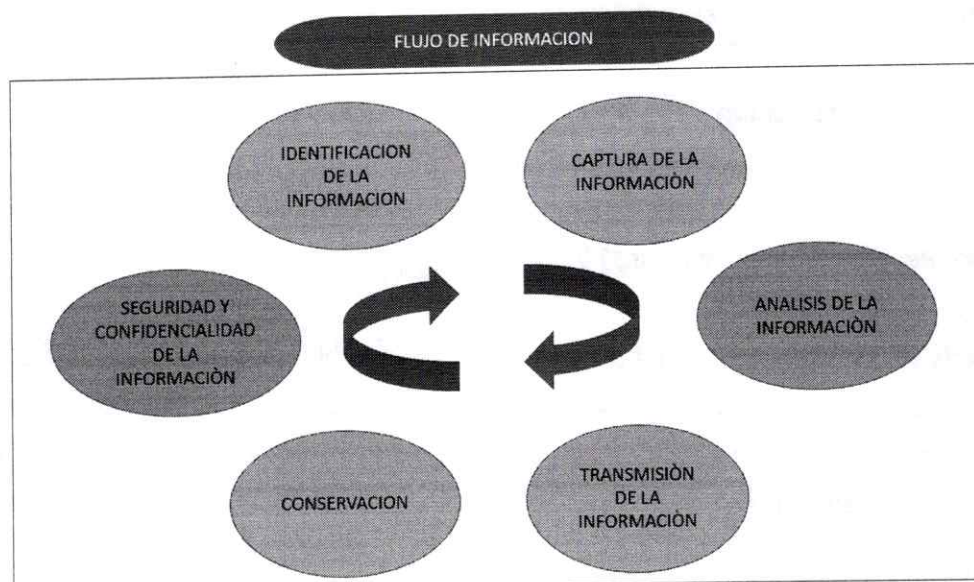 FLUJO DE INFORMACION
IDENTIFICACION
DE LA
INFORMACION
CAPTURA DE LA
INFORMACIÒN
ANALISIS DE LA
INFORMACIÒN
TRANSMISIÒN
DE LA
INFORMACIÒN
CONSERVACION
SEGURIDAD Y
CONFIDENCIALIDAD
DE LA
INFORMACIÒN